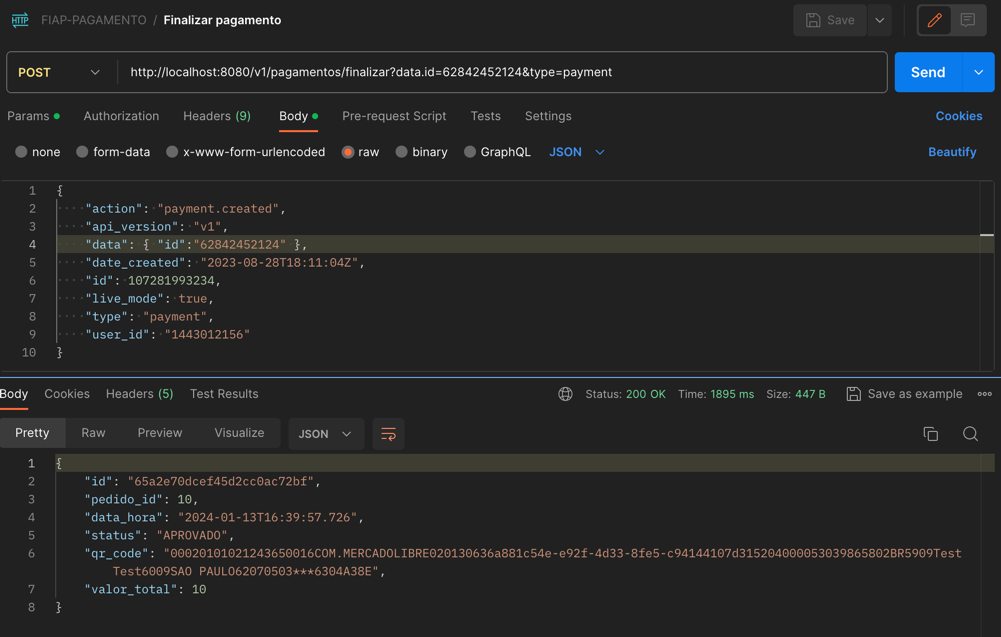 HTTP FIAP-PAGAMENTO / Finalizar pagamento Save
POST http://localhost:8080/v1/pagamentos/finalizar?data.id=62842452124&type=payment Send
Params Authorization Headers (9) Body Pre-request Script Tests Settings Cookies
none form-data x-www-form-urlencoded raw binary GraphQL JSON Beautify
1 {
2 "action": "payment.created",
3 "api_version": "v1",
4 "data": { "id":"62842452124" },
5 "date_created": "2023-08-28T18:11:04Z",
6 "id": 107281993234,
7 "live_mode": true,
8 "type": "payment",
9 "user_id": "1443012156"
10 }
Body Cookies Headers (5) Test Results Status: 200 OK Time: 1895 ms Size: 447 B Save as example
Pretty Raw Preview Visualize JSON
1 {
2 "id": "65a2e70dcef45d2cc0ac72bf",
3 "pedido_id": 10,
4 "data_hora": "2024-01-13T16:39:57.726",
5 "status": "APROVADO",
6 "qr_code": "00020101021243650016COM.MERCADOLIBRE020130636a881c54e-e92f-4d33-8fe5-c94144107d315204000053039865802BR5909Test
Test6009SAO PAULO62070503***6304A38E",
7 "valor_total": 10
8 }